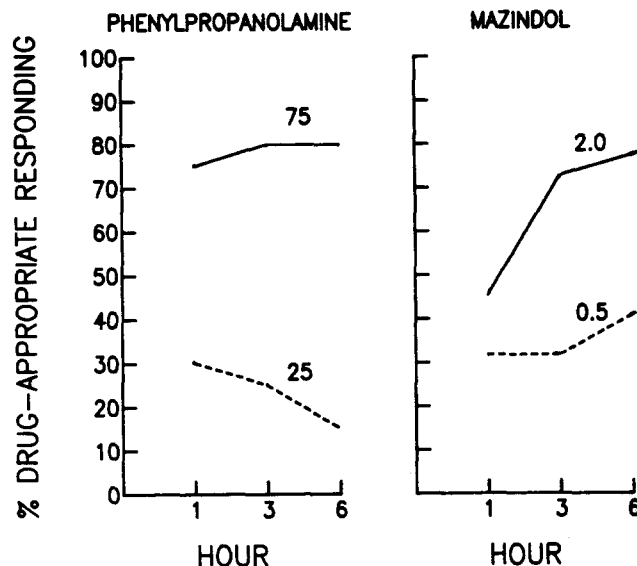 PHENYLPROPANOLAMINE
MAZINDOL
% DRUG-APPROPRIATE RESPONDING
100
90
80
70
60
50
40
30
20
10
0
75
25
2.0
0.5
1 3 6
1 3 6
HOUR
HOUR